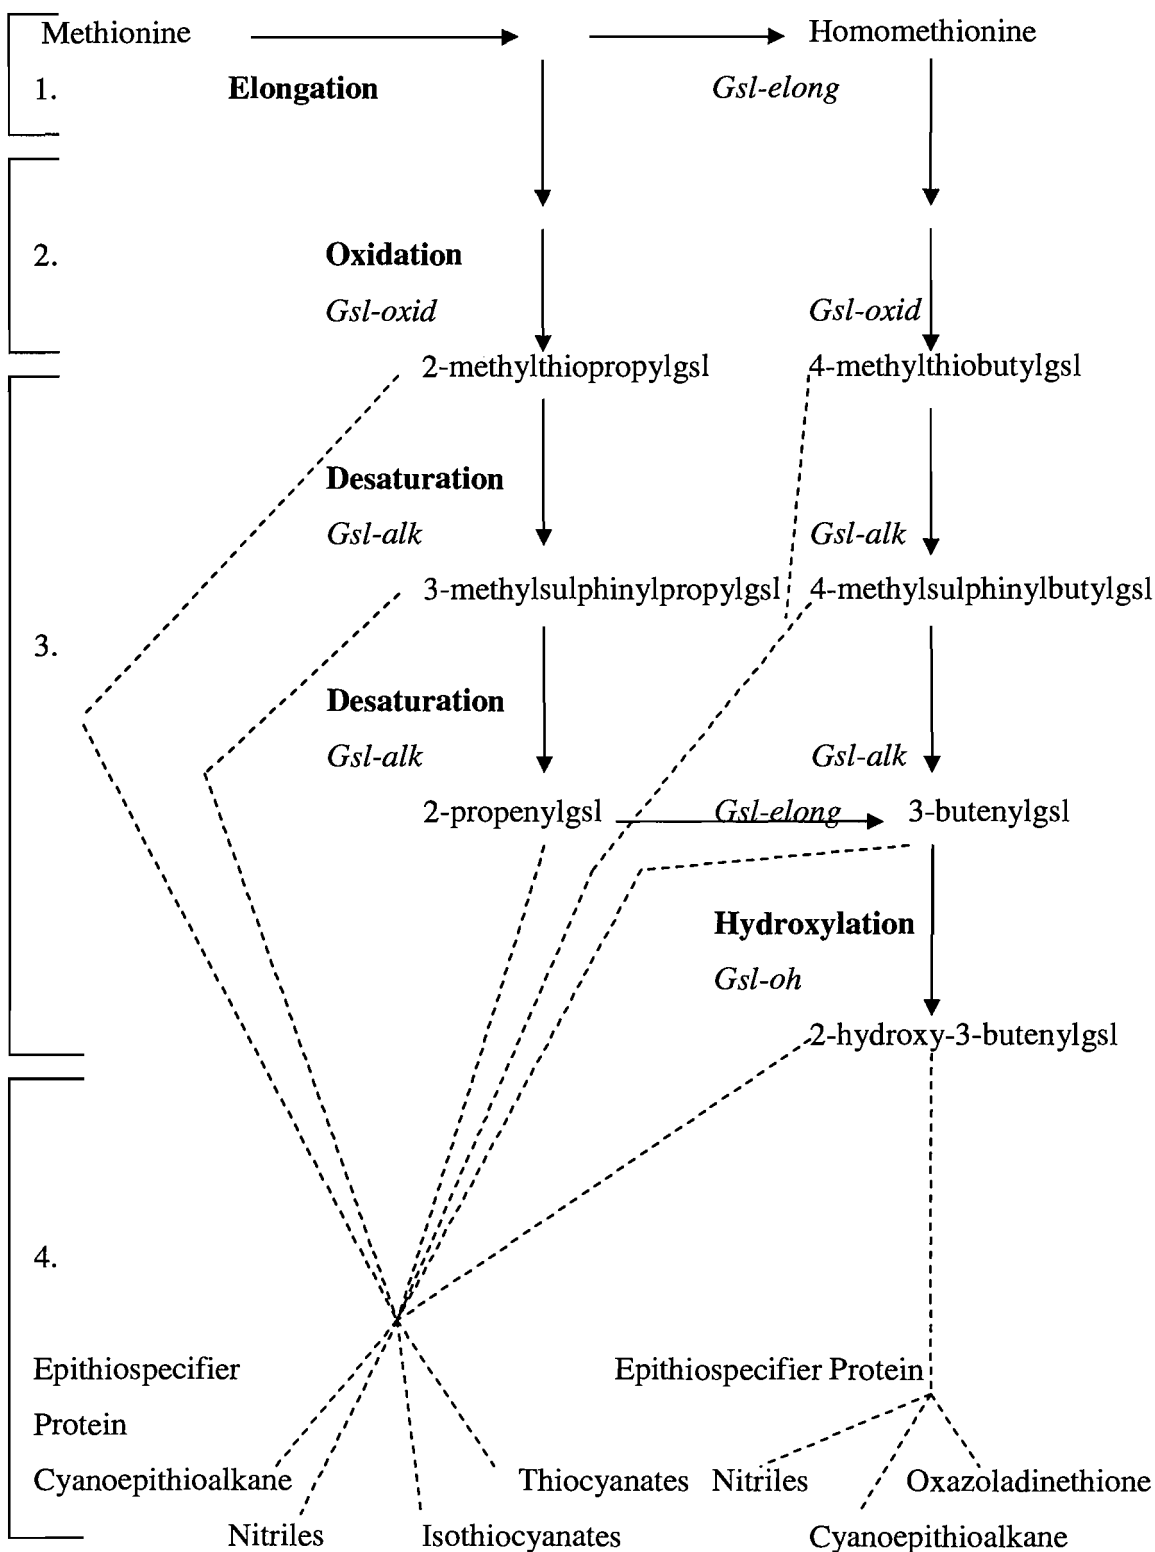 Methionine Homomethionine
1. Elongation Gsl-elong
2. Oxidation
Gsl-oxid Gsl-oxid
2-methylthiopropylgsl 4-methylthiobutylgsl
Desaturation
Gsl-alk Gsl-alk
3-methylsulphinylpropylgsl 4-methylsulphinylbutylgsl
3.
Desaturation
Gsl-alk Gsl-alk
2-propenylgsl Gsl-elong 3-butenylgsl
Hydroxylation
Gsl-oh
2-hydroxy-3-butenylgsl
4.
Epithiospecifier Epithiospecifier Protein
Protein
Cyanoepithioalkane Thiocyanates Nitriles Oxazoladinethione
Nitriles Isothiocyanates Cyanoepithioalkane